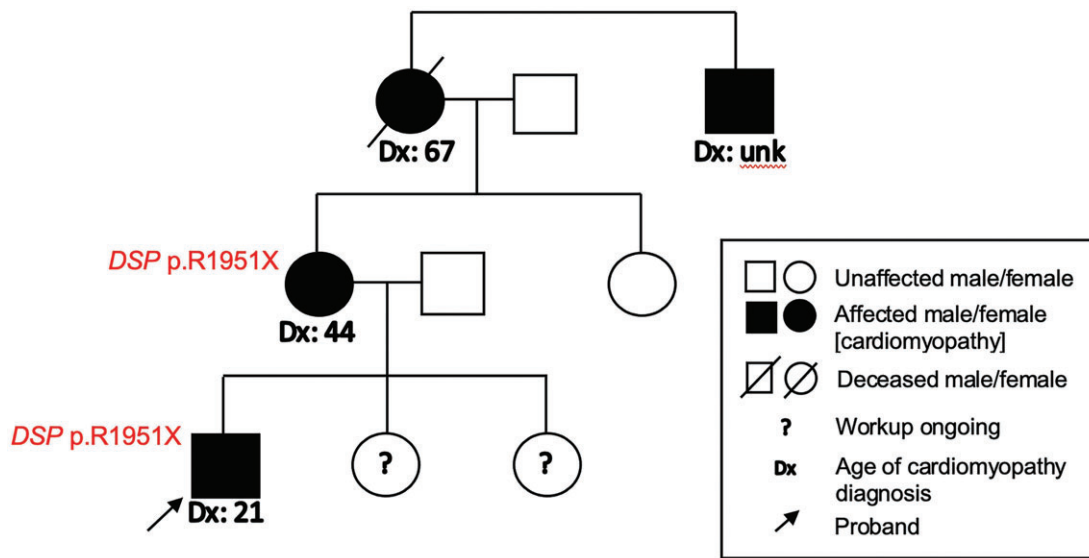 Dx: 67
Dx: unk
DSP p.R1951X
Dx: 44
DSP p.R1951X
?
?
Dx: 21
Unaffected male/female
Affected male/female
[cardiomyopathy]
Deceased male/female
? Workup ongoing
Dx Age of cardiomyopathy
diagnosis
Proband